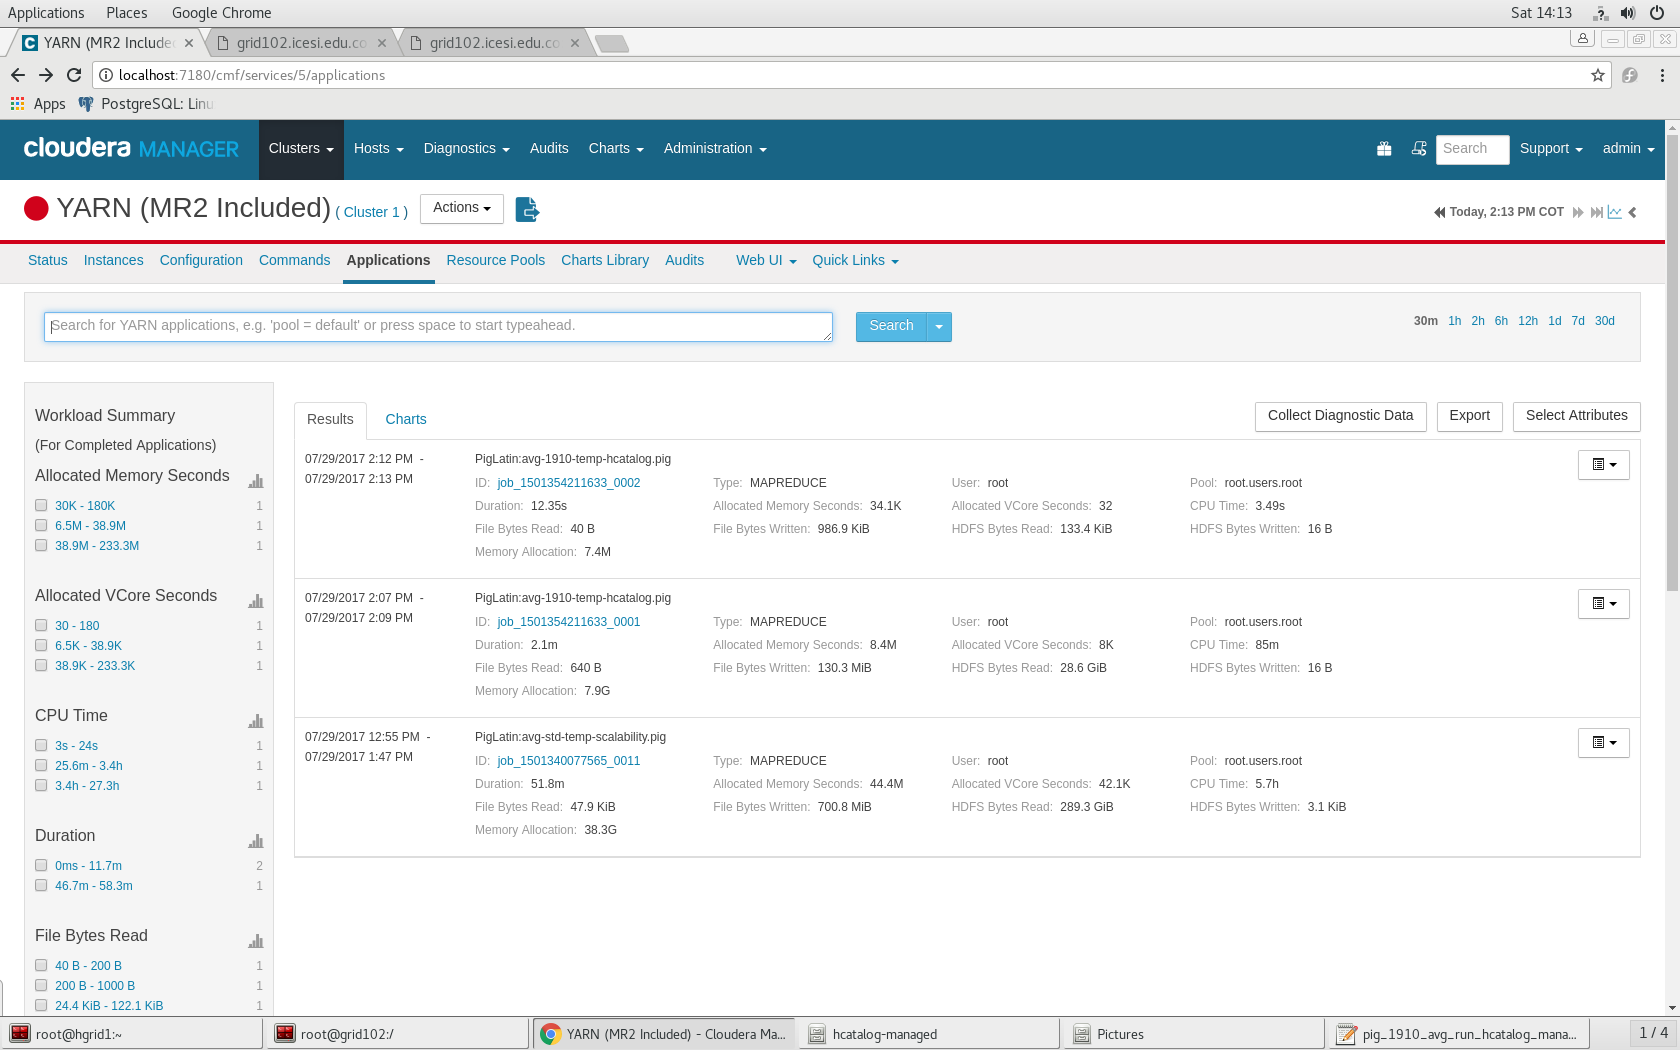 Applications Places Google Chrome Sat 14:13
YARN (MR2 Include grid102.icesi.edu.co grid102.icesi.edu.co
localhost:7180/cmf/services/5/applications
Apps PostgreSQL: Linu
cloudera MANAGER Clusters Hosts Diagnostics Audits Charts Administration Search Support admin
YARN (MR2 Included) ( Cluster 1 ) Actions Today, 2:13 PM COT
Status Instances Configuration Commands Applications Resource Pools Charts Library Audits Web UI Quick Links
Search for YARN applications, e.g. 'pool = default' or press space to start typeahead. Search 30m 1h 2h 6h 12h 1d 7d 30d
Workload Summary
(For Completed Applications)
Allocated Memory Seconds
30K - 180K 1
6.5M - 38.9M 1
38.9M - 233.3M 1
Allocated VCore Seconds
30 - 180 1
6.5K - 38.9K 1
38.9K - 233.3K 1
CPU Time
3s - 24s 1
25.6m - 3.4h 1
3.4h - 27.3h 1
Duration
0ms - 11.7m 2
46.7m - 58.3m 1
File Bytes Read
40 B - 200 B 1
200 B - 1000 B 1
24.4 KiB - 122.1 KiB 1
Results Charts Collect Diagnostic Data Export Select Attributes
07/29/2017 2:12 PM - PigLatin:avg-1910-temp-hcatalog.pig
07/29/2017 2:13 PM ID: job_1501354211633_0002 Type: MAPREDUCE User: root Pool: root.users.root
Duration: 12.35s Allocated Memory Seconds: 34.1K Allocated VCore Seconds: 32 CPU Time: 3.49s
File Bytes Read: 40 B File Bytes Written: 986.9 KiB HDFS Bytes Read: 133.4 KiB HDFS Bytes Written: 16 B
Memory Allocation: 7.4M
07/29/2017 2:07 PM - PigLatin:avg-1910-temp-hcatalog.pig
07/29/2017 2:09 PM ID: job_1501354211633_0001 Type: MAPREDUCE User: root Pool: root.users.root
Duration: 2.1m Allocated Memory Seconds: 8.4M Allocated VCore Seconds: 8K CPU Time: 85m
File Bytes Read: 640 B File Bytes Written: 130.3 MiB HDFS Bytes Read: 28.6 GiB HDFS Bytes Written: 16 B
Memory Allocation: 7.9G
07/29/2017 12:55 PM - PigLatin:avg-std-temp-scalability.pig
07/29/2017 1:47 PM ID: job_1501340077565_0011 Type: MAPREDUCE User: root Pool: root.users.root
Duration: 51.8m Allocated Memory Seconds: 44.4M Allocated VCore Seconds: 42.1K CPU Time: 5.7h
File Bytes Read: 47.9 KiB File Bytes Written: 700.8 MiB HDFS Bytes Read: 289.3 GiB HDFS Bytes Written: 3.1 KiB
Memory Allocation: 38.3G
root@hgrid1:~ root@grid102:/ YARN (MR2 Included) - Cloudera Ma... hcatalog-managed Pictures pig_1910_avg_run_hcatalog_mana... 1 / 4